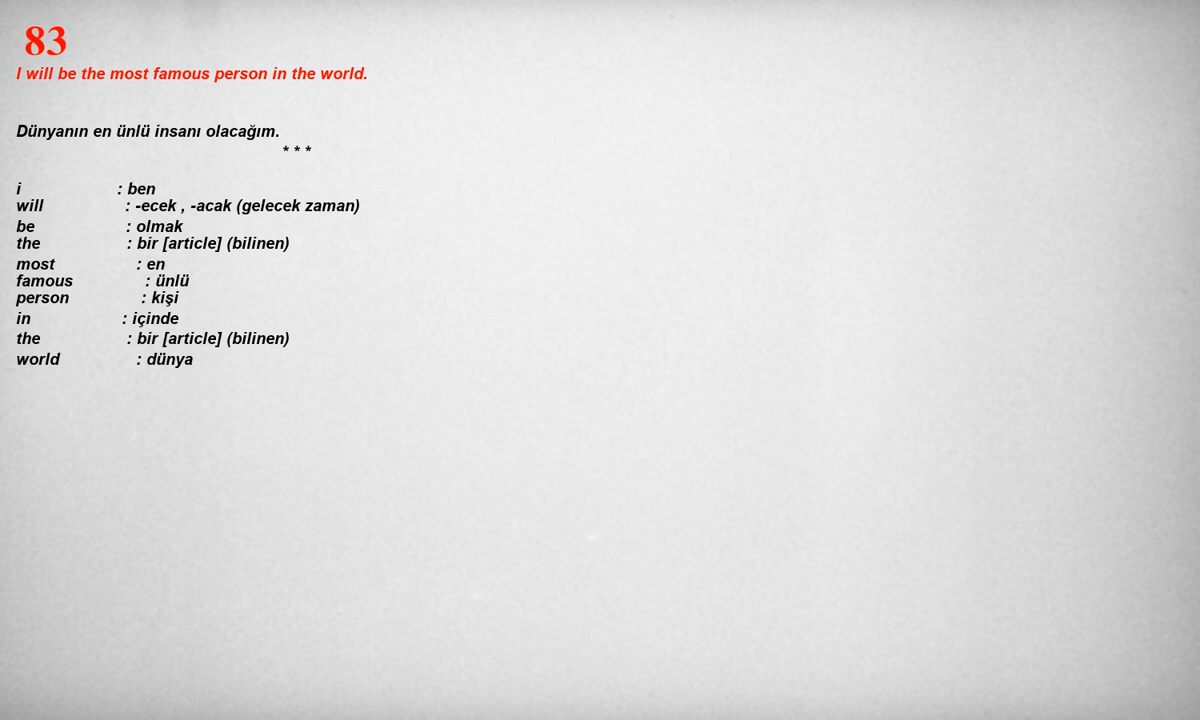 83
I will be the most famous person in the world.
Dünyanın en ünlü insanı olacağım.
* * *
i : ben
will : -ecek , -acak (gelecek zaman)
be : olmak
the : bir [article] (bilinen)
most : en
famous : ünlü
person : kişi
in : içinde
the : bir [article] (bilinen)
world : dünya